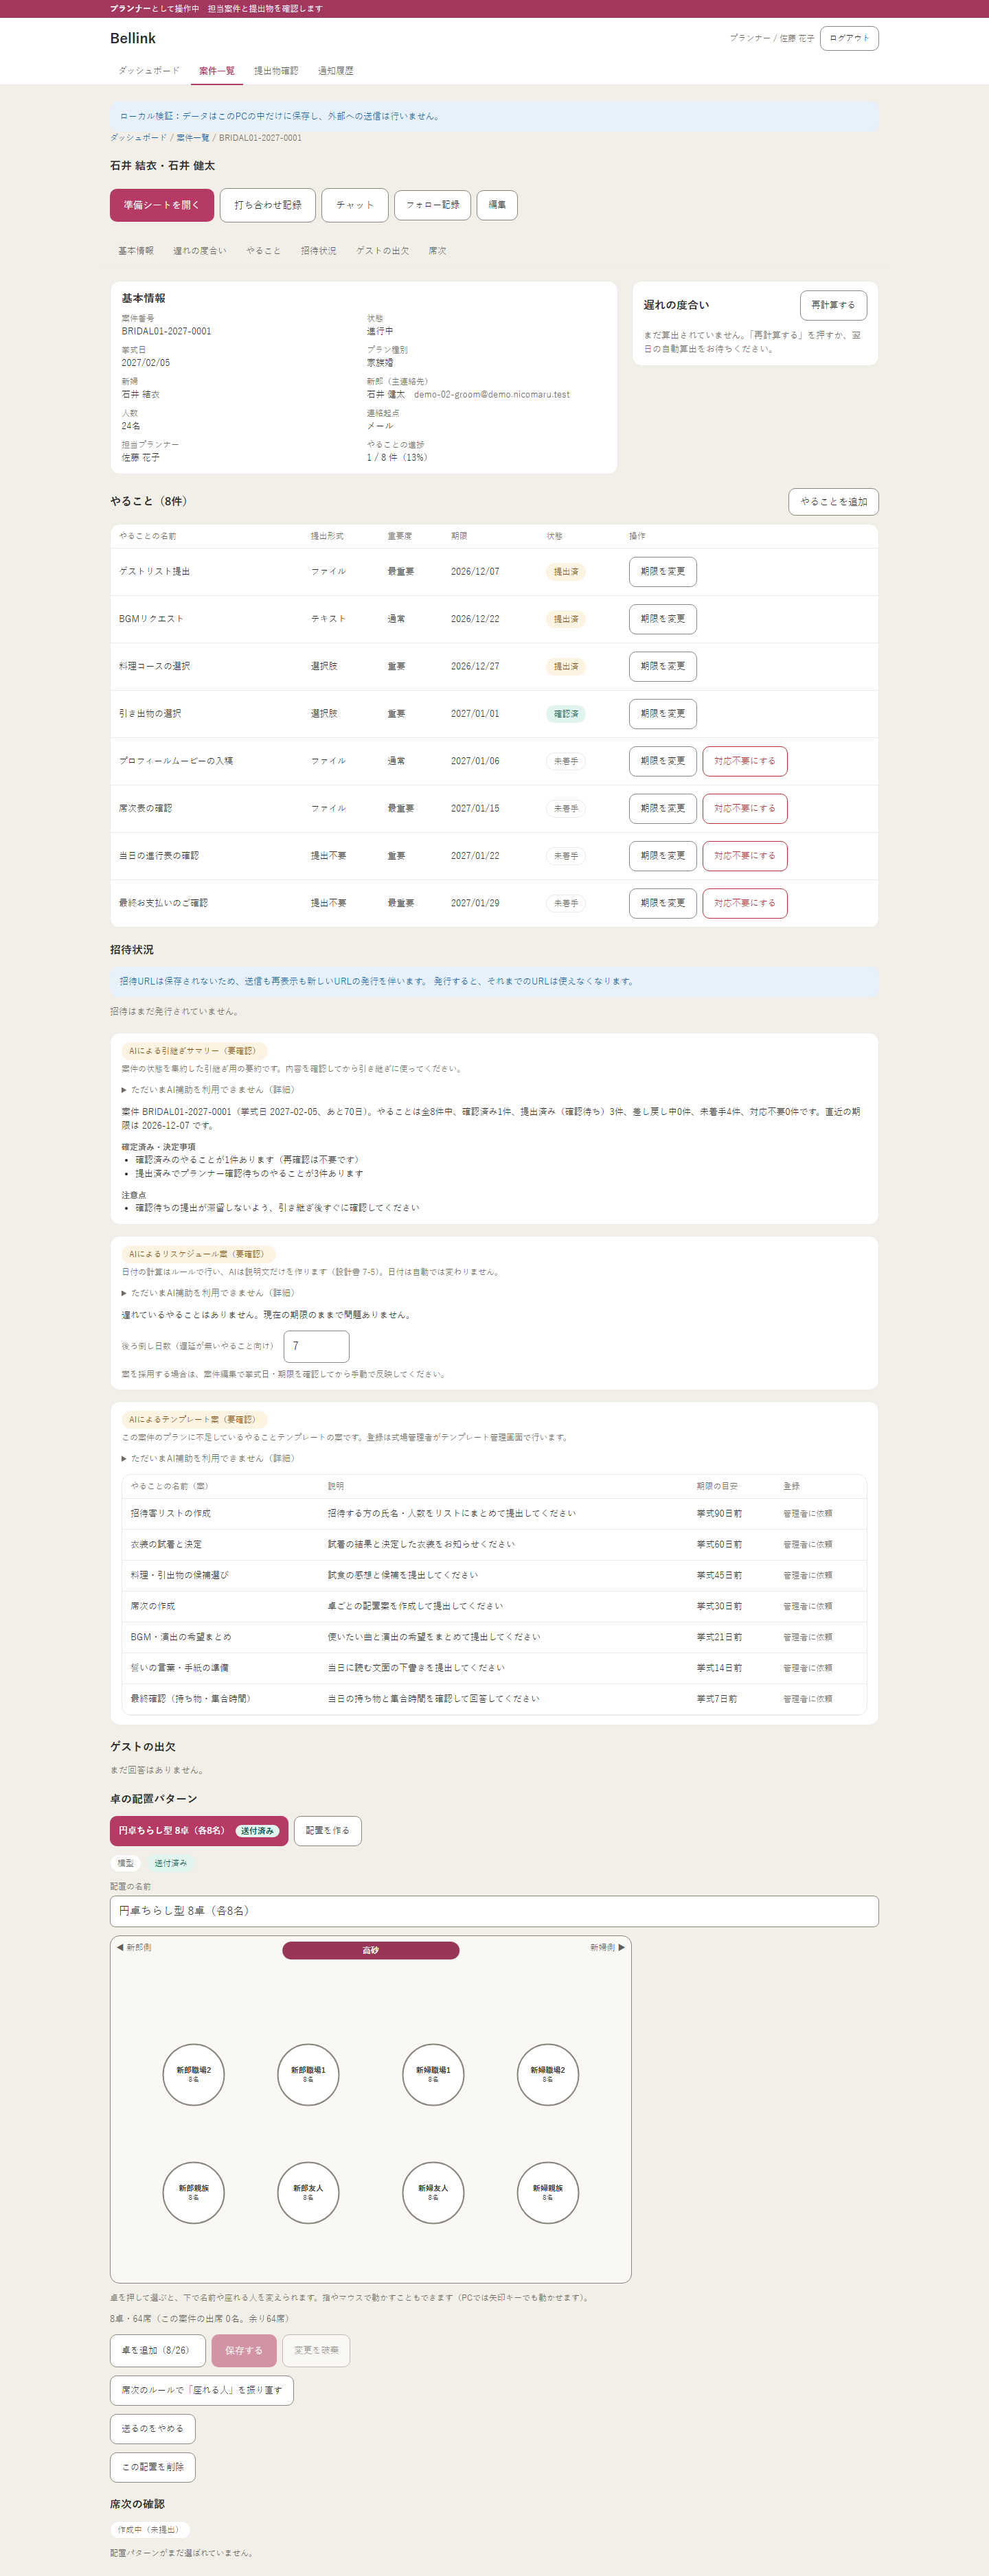 プランナーとして操作中　担当案件と提出物を確認します
Bellink
プランナー / 佐藤 花子
ログアウト
ダッシュボード
案件一覧
提出物確認
通知履歴
ローカル検証：データはこのPCの中だけに保存し、外部への送信は行いません。
ダッシュボード / 案件一覧 / BRIDAL01-2027-0001
石井 結衣・石井 健太
準備シートを開く
打ち合わせ記録
チャット
フォロー記録
編集
基本情報
遅れの度合い
やること
招待状況
ゲストの出欠
席次
基本情報
案件番号
BRIDAL01-2027-0001
状態
進行中
挙式日
2027/02/05
プラン種別
家族婚
新婦
石井 結衣
新郎（主連絡先）
石井 健太　demo-02-groom@demo.nicomaru.test
人数
24名
連絡起点
メール
担当プランナー
佐藤 花子
やることの進捗
1 / 8 件（13%）
遅れの度合い
再計算する
まだ算出されていません。「再計算する」を押すか、翌
日の自動算出をお待ちください。
やること（8件）
やることを追加
やることの名前　提出形式　重要度　期限　状態　操作
ゲストリスト提出　ファイル　最重要　2026/12/07　提出済　期限を変更
BGMリクエスト　テキスト　通常　2026/12/22　提出済　期限を変更
料理コースの選択　選択肢　重要　2026/12/27　提出済　期限を変更
引き出物の選択　選択肢　重要　2027/01/01　確認済　期限を変更
プロフィールムービーの入稿　ファイル　通常　2027/01/06　未着手　期限を変更　対応不要にする
席次表の確認　ファイル　最重要　2027/01/15　未着手　期限を変更　対応不要にする
当日の進行表の確認　提出不要　重要　2027/01/22　未着手　期限を変更　対応不要にする
最終お支払いのご確認　提出不要　最重要　2027/01/29　未着手　期限を変更　対応不要にする
招待状況
招待URLは保存されないため、送信も再表示も新しいURLの発行を伴います。 発行すると、それまでのURLは使えなくなります。
招待はまだ発行されていません。
AIによる引継ぎサマリー（要確認）
案件の状態を集約した引継ぎ用の要約です。内容を確認してから引き継ぎに使ってください。
▶ ただいまAI補助を利用できません（詳細）
案件 BRIDAL01-2027-0001（挙式日 2027-02-05、あと70日）。やることは全8件中、確認済み1件、提出済み（確認待ち）3件、差し戻し中0件、未着手4件、対応不要0件です。直近の期
限は 2026-12-07 です。
確定済み・決定事項
• 確認済みのやることが1件あります（再確認は不要です）
• 提出済みでプランナー確認待ちのやることが3件あります
注意点
• 確認待ちの提出が滞留しないよう、引き継ぎ後すぐに確認してください
AIによるリスケジュール案（要確認）
日付の計算はルールで行い、AIは説明文だけを作ります（設計書 7-5）。日付は自動では変わりません。
▶ ただいまAI補助を利用できません（詳細）
遅れているやることはありません。現在の期限のままで問題ありません。
後ろ倒し日数（遅延が無いやること向け）　7
案を採用する場合は、案件編集で挙式日・期限を確認してから手動で反映してください。
AIによるテンプレート案（要確認）
この案件のプランに不足しているやることテンプレートの案です。登録は式場管理者がテンプレート管理画面で行います。
▶ ただいまAI補助を利用できません（詳細）
やることの名前（案）　説明　期限の目安　登録
招待客リストの作成　招待する方の氏名・人数をリストにまとめて提出してください　挙式90日前　管理者に依頼
衣装の試着と決定　試着の結果と決定した衣装をお知らせください　挙式60日前　管理者に依頼
料理・引出物の候補選び　試食の感想と候補を提出してください　挙式45日前　管理者に依頼
席次の作成　卓ごとの配置案を作成して提出してください　挙式30日前　管理者に依頼
BGM・演出の希望まとめ　使いたい曲と演出の希望をまとめて提出してください　挙式21日前　管理者に依頼
誓いの言葉・手紙の準備　当日に読む文面の下書きを提出してください　挙式14日前　管理者に依頼
最終確認（持ち物・集合時間）　当日の持ち物と集合時間を確認して回答してください　挙式7日前　管理者に依頼
ゲストの出欠
まだ回答はありません。
卓の配置パターン
円卓ちらし型 8卓（各8名）　送付済み
配置を作る
横型
送付済み
配置の名前
円卓ちらし型 8卓（各8名）
◀ 新郎側
高砂
新婦側 ▶
新郎職場2　新郎職場1　新婦職場1　新婦職場2
8名　8名　8名　8名
新郎親族　新郎友人　新婦友人　新婦親族
8名　8名　8名　8名
卓を押して選ぶと、下で名前や座れる人を変えられます。指やマウスで動かすこともできます（PCでは矢印キーでも動かせます）。
8卓・64席（この案件の出席 0名。余り64席）
卓を追加（8/26）
保存する
変更を破棄
席次のルールで「座れる人」を振り直す
送るのをやめる
この配置を削除
席次の確認
作成中（未提出）
配置パターンがまだ選ばれていません。